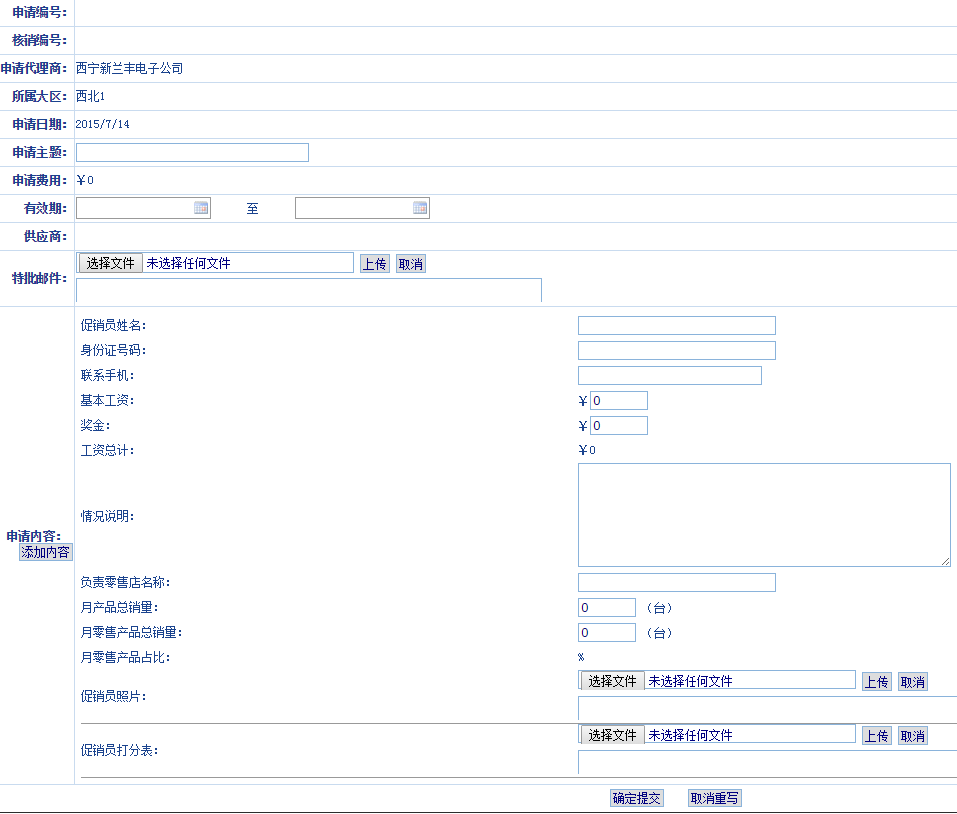 申请编号：
核销编号：
申请代理商： 西宁新兰丰电子公司
所属大区： 西北1
申请日期： 2015/7/14
申请主题：
申请费用： ￥0
有效期： 至
供应商：
特批邮件： 选择文件 未选择任何文件 上传 取消
促销员姓名：
身份证号码：
联系手机：
基本工资： ￥ 0
奖金： ￥ 0
工资总计： ￥0
情况说明：
申请内容：
添加内容
负责零售店名称：
月产品总销量： 0 （台）
月零售产品总销量： 0 （台）
月零售产品占比： %
促销员照片： 选择文件 未选择任何文件 上传 取消
促销员打分表： 选择文件 未选择任何文件 上传 取消
确定提交 取消重写